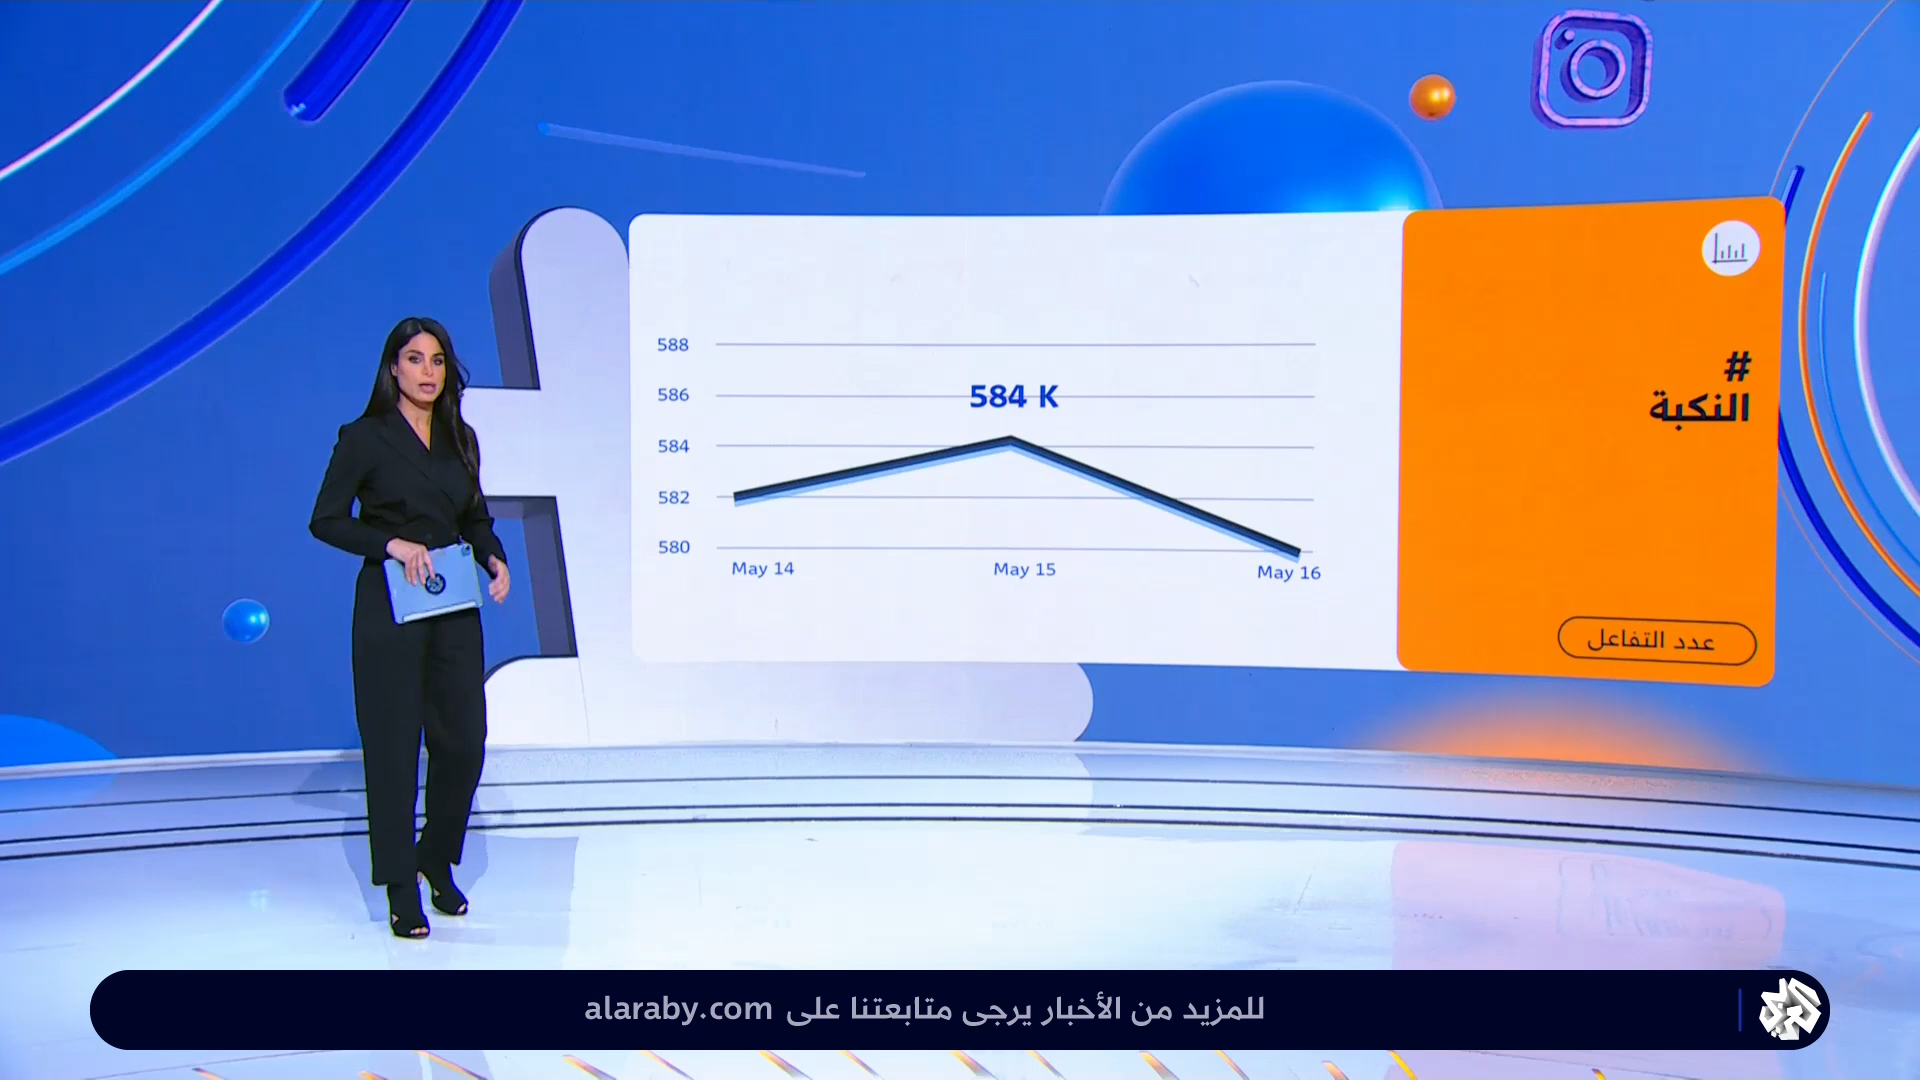 #
النكبة
588
586
584 K
584
582
580
May 14
May 15
May 16
عدد التفاعل
للمزيد من الأخبار يرجى متابعتنا على alaraby.com